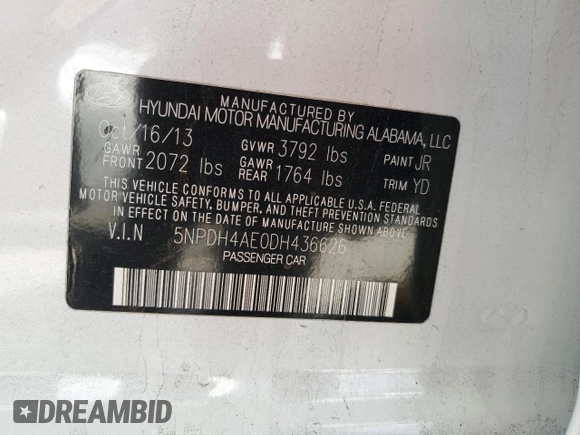 MANUFACTURED BY
HYUNDAI MOTOR MANUFACTURING ALABAMA, LLC
Oct/16/13 GVWR 3792 lbs PAINT JR
GAWR FRONT 2072 lbs GAWR REAR 1764 lbs TRIM YD
THIS VEHICLE CONFORMS TO ALL APPLICABLE U.S.A. FEDERAL
MOTOR VEHICLE SAFETY, BUMPER, AND THEFT PREVENTION STANDARDS
IN EFFECT ON THE DATE OF MANUFACTURE SHOWN ABOVE.
V.I.N 5NPDH4AE0DH436626
PASSENGER CAR
DREAMBID